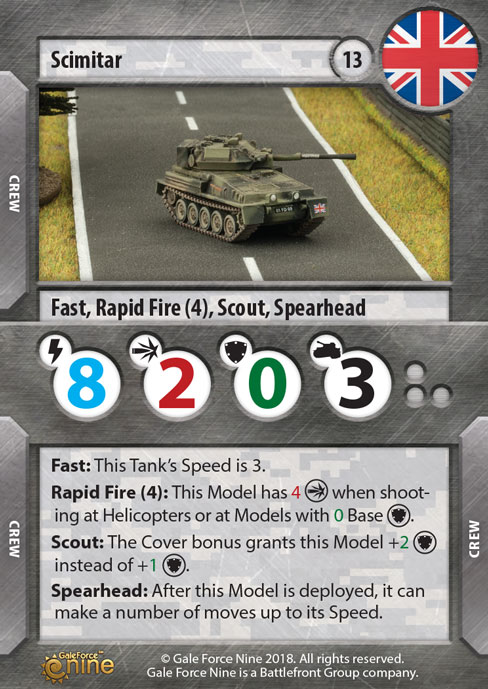 Scimitar
13
CREW
Fast, Rapid Fire (4), Scout, Spearhead
8 2 0 3
Fast: This Tank's Speed is 3.
Rapid Fire (4): This Model has 4 when shoot-
ing at Helicopters or at Models with 0 Base .
Scout: The Cover bonus grants this Model +2
instead of +1 .
Spearhead: After this Model is deployed, it can
make a number of moves up to its Speed.
CREW
CREW
GaleForce™
nine
© Gale Force Nine 2018. All rights reserved.
Gale Force Nine is a Battlefront Group company.